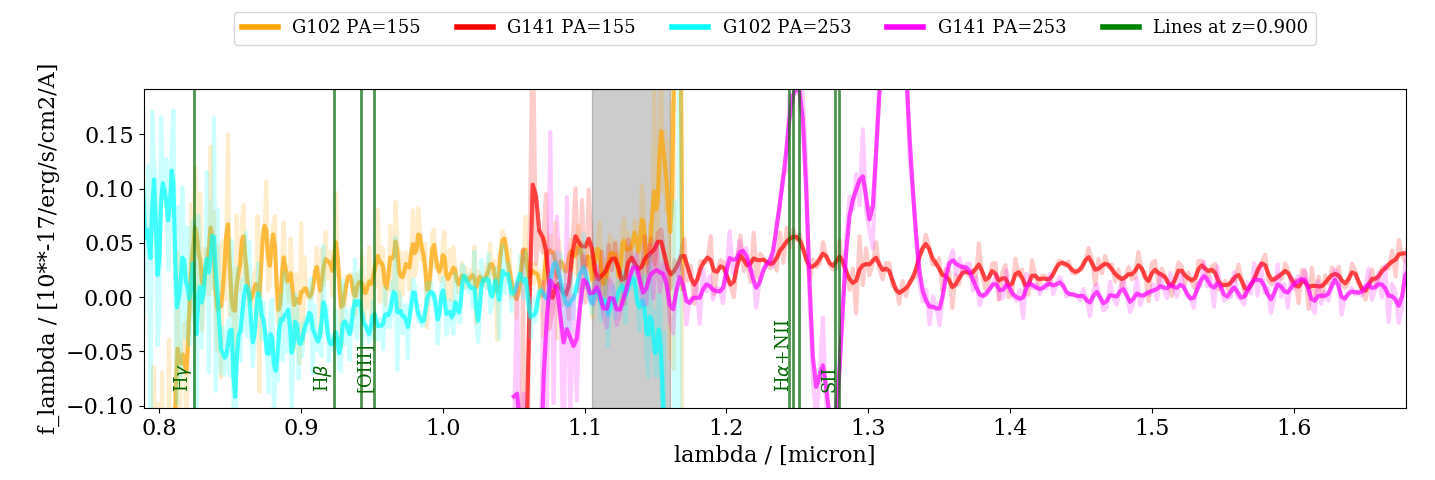 G102 PA=155 G141 PA=155 G102 PA=253 G141 PA=253 Lines at z=0.900
f_lambda / [10**-17/erg/s/cm2/A]
0.15
0.10
0.05
0.00
−0.05
−0.10
Hγ
Hβ
[OIII]
Hα+NII
SII
0.8 0.9 1.0 1.1 1.2 1.3 1.4 1.5 1.6
lambda / [micron]